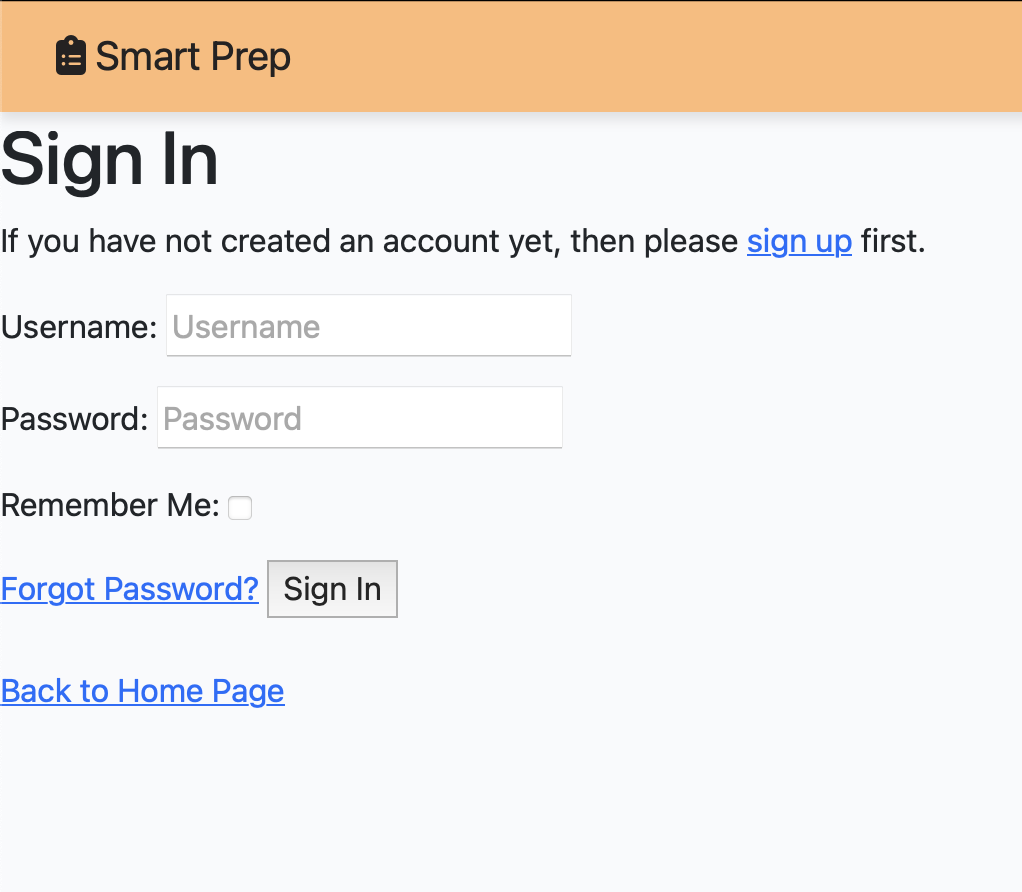 Smart Prep
Sign In
If you have not created an account yet, then please sign up first.
Username: Username
Password: Password
Remember Me:
Forgot Password? Sign In
Back to Home Page